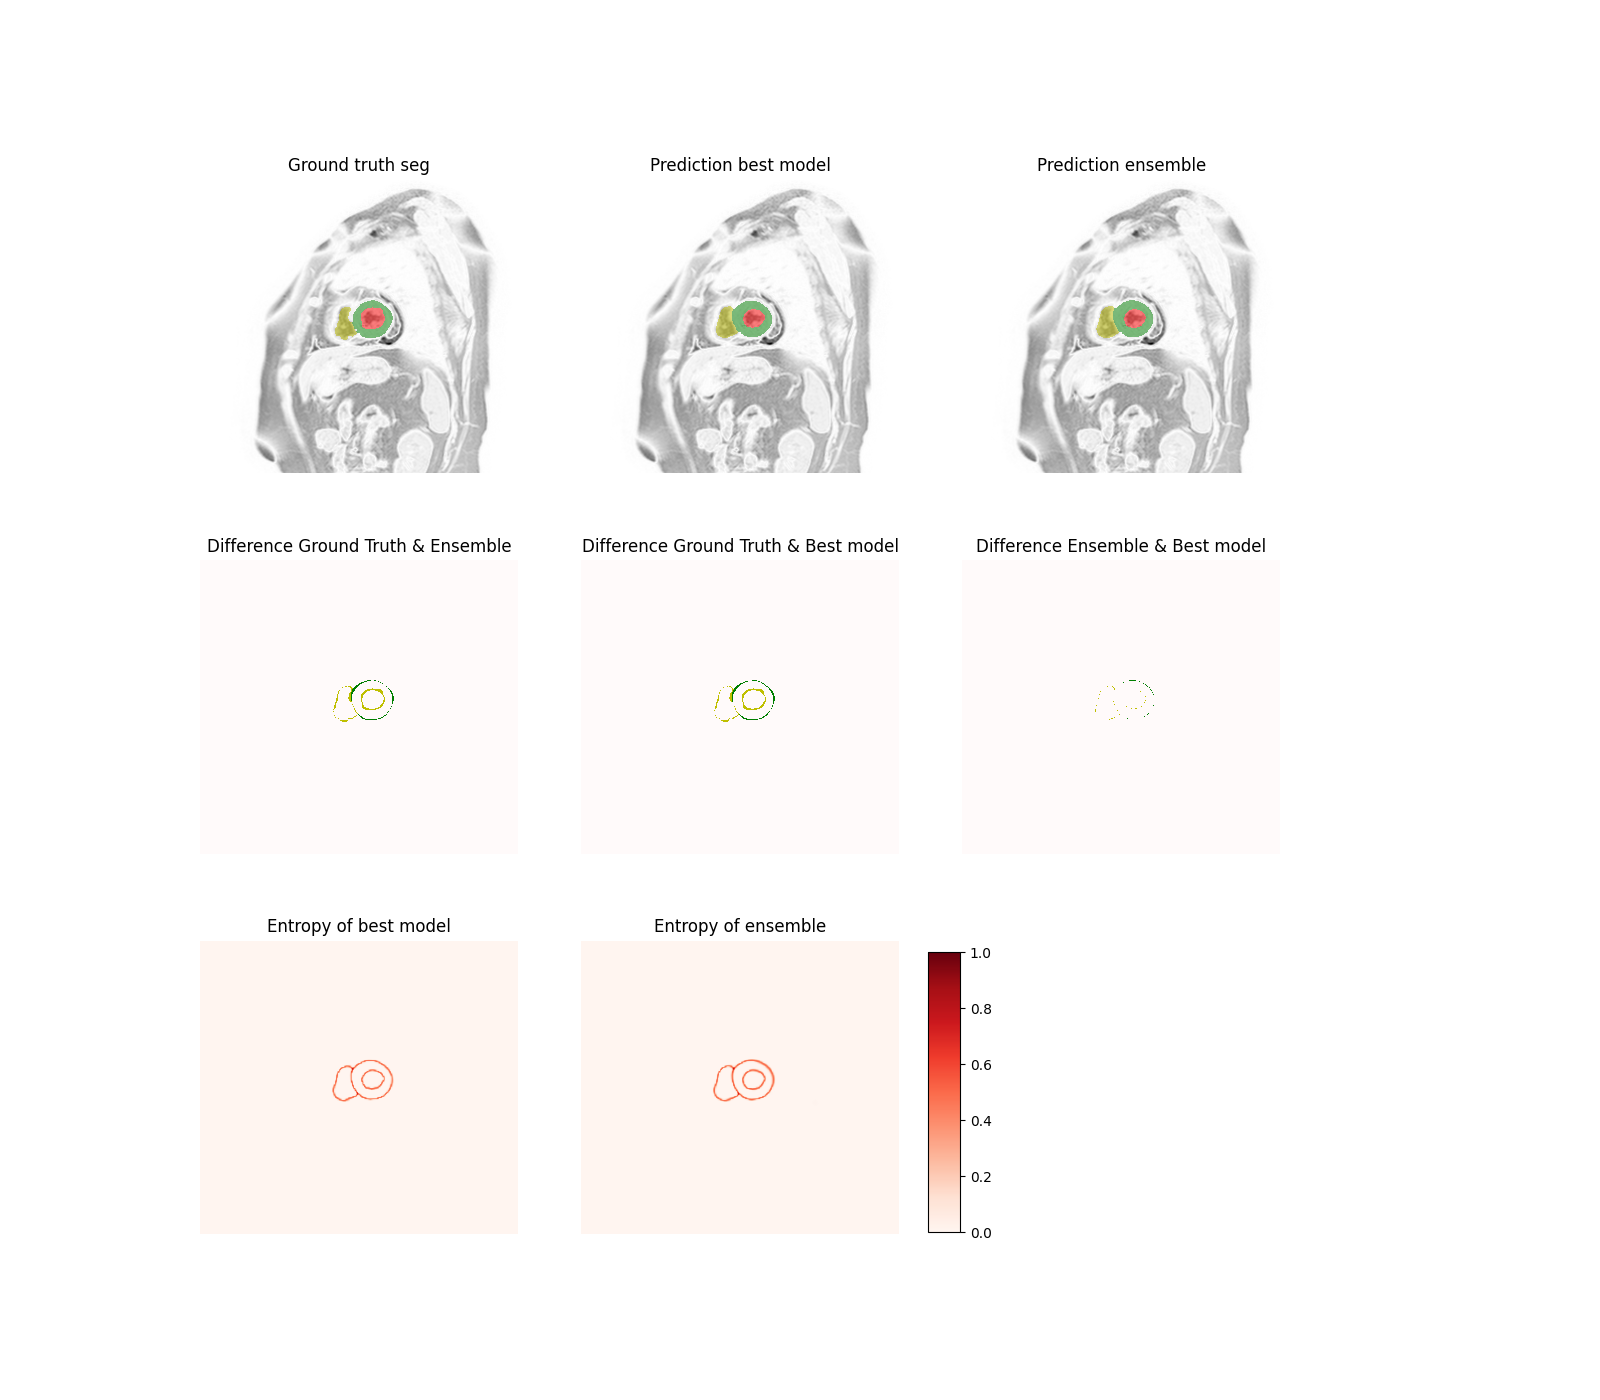 Ground truth seg
Prediction best model
Prediction ensemble
Difference Ground Truth & Ensemble
Difference Ground Truth & Best model
Difference Ensemble & Best model
Entropy of best model
Entropy of ensemble
1.0
0.8
0.6
0.4
0.2
0.0